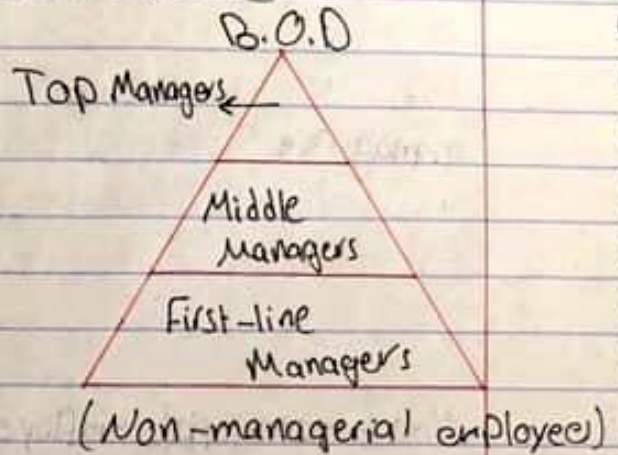 B.O.D
Top Managers
Middle
Managers
First-line
Managers
(Non-managerial employee)